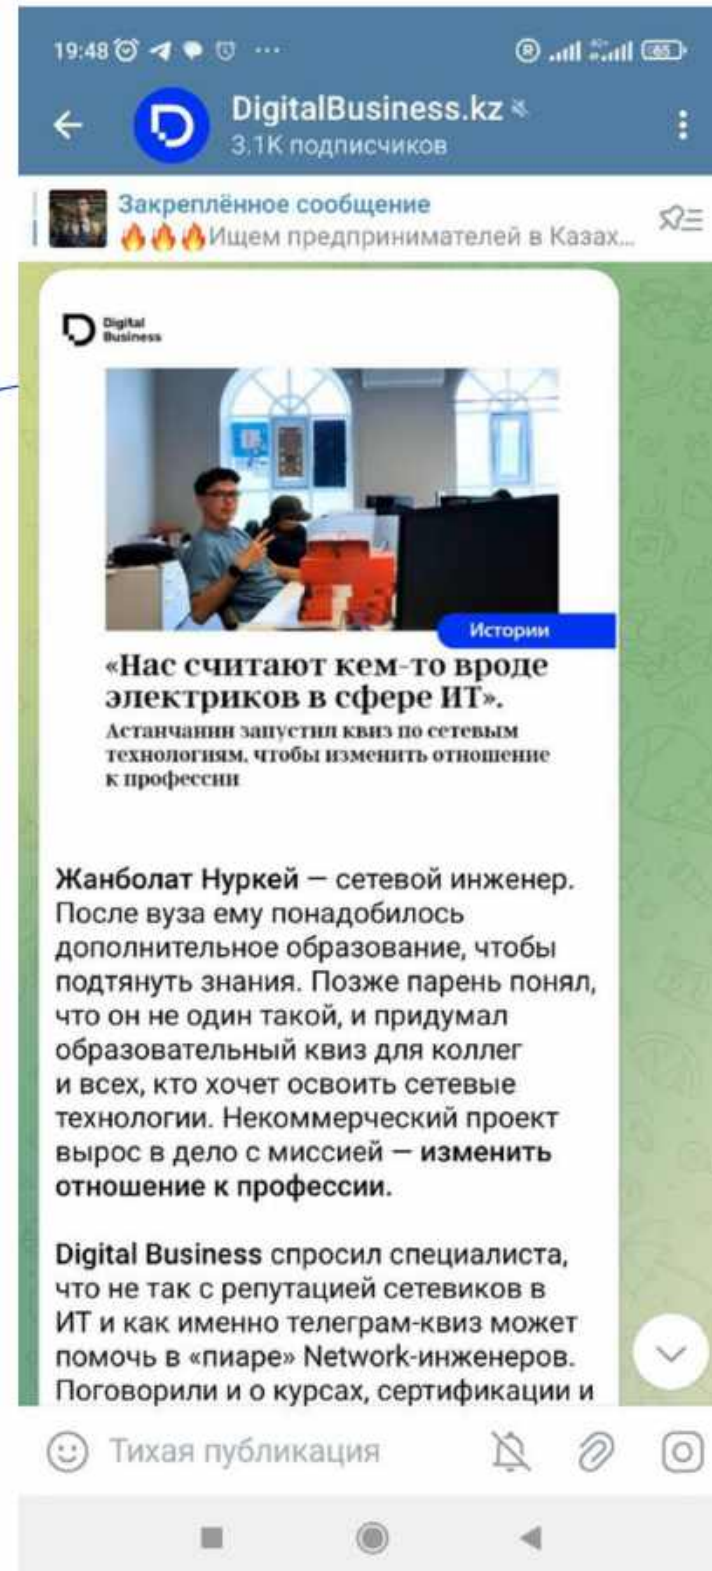 19:48
65
DigitalBusiness.kz
3.1К подписчиков
Закреплённое сообщение
🔥🔥🔥Ищем предпринимателей в Казах...
Digital
Business
Истории
«Нас считают кем-то вроде
электриков в сфере ИТ».
Астанчанин запустил квиз по сетевым
технологиям, чтобы изменить отношение
к профессии
Жанболат Нуркей — сетевой инженер.
После вуза ему понадобилось
дополнительное образование, чтобы
подтянуть знания. Позже парень понял,
что он не один такой, и придумал
образовательный квиз для коллег
и всех, кто хочет освоить сетевые
технологии. Некоммерческий проект
вырос в дело с миссией — изменить
отношение к профессии.
Digital Business спросил специалиста,
что не так с репутацией сетевиков в
ИТ и как именно телеграм-квиз может
помочь в «пиаре» Network-инженеров.
Поговорили и о курсах, сертификации и
Тихая публикация